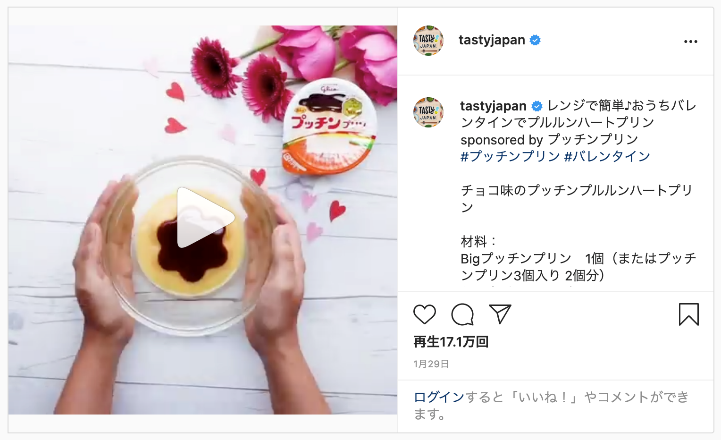 Glico
プッチン
TASTY
JAPAN
tastyjapan
TASTY
JAPAN
tastyjapan レンジで簡単♪おうちバレ
ンタインでプルルンハートプリン
sponsored by プッチンプリン
#プッチンプリン #バレンタイン
チョコ味のプッチンプルルンハートプリ
ン
材料：
Bigプッチンプリン　1個（またはプッチ
ンプリン3個入り 2個分）
再生17.1万回
1月29日
ログインすると「いいね！」やコメントができ
ます。